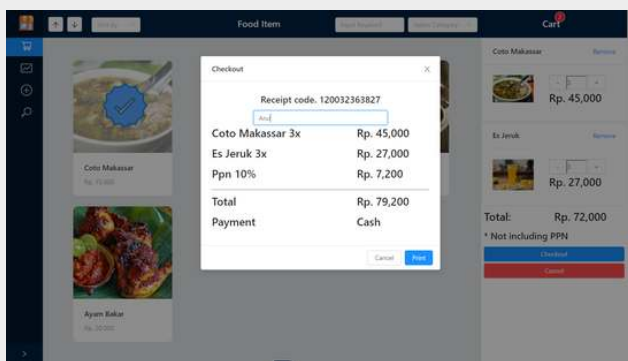 Food Item
Cart
Checkout
Receipt code. 120032363827
Coto Makassar 3x Rp. 45,000
Es Jeruk 3x Rp. 27,000
Ppn 10% Rp. 7,200
Total Rp. 79,200
Payment Cash
Cancel Print
Coto Makassar
Ayam Bakar
Coto Makassar Remove
Rp. 45,000
Es Jeruk Remove
Rp. 27,000
Total: Rp. 72,000
* Not including PPN
Checkout
Cancel